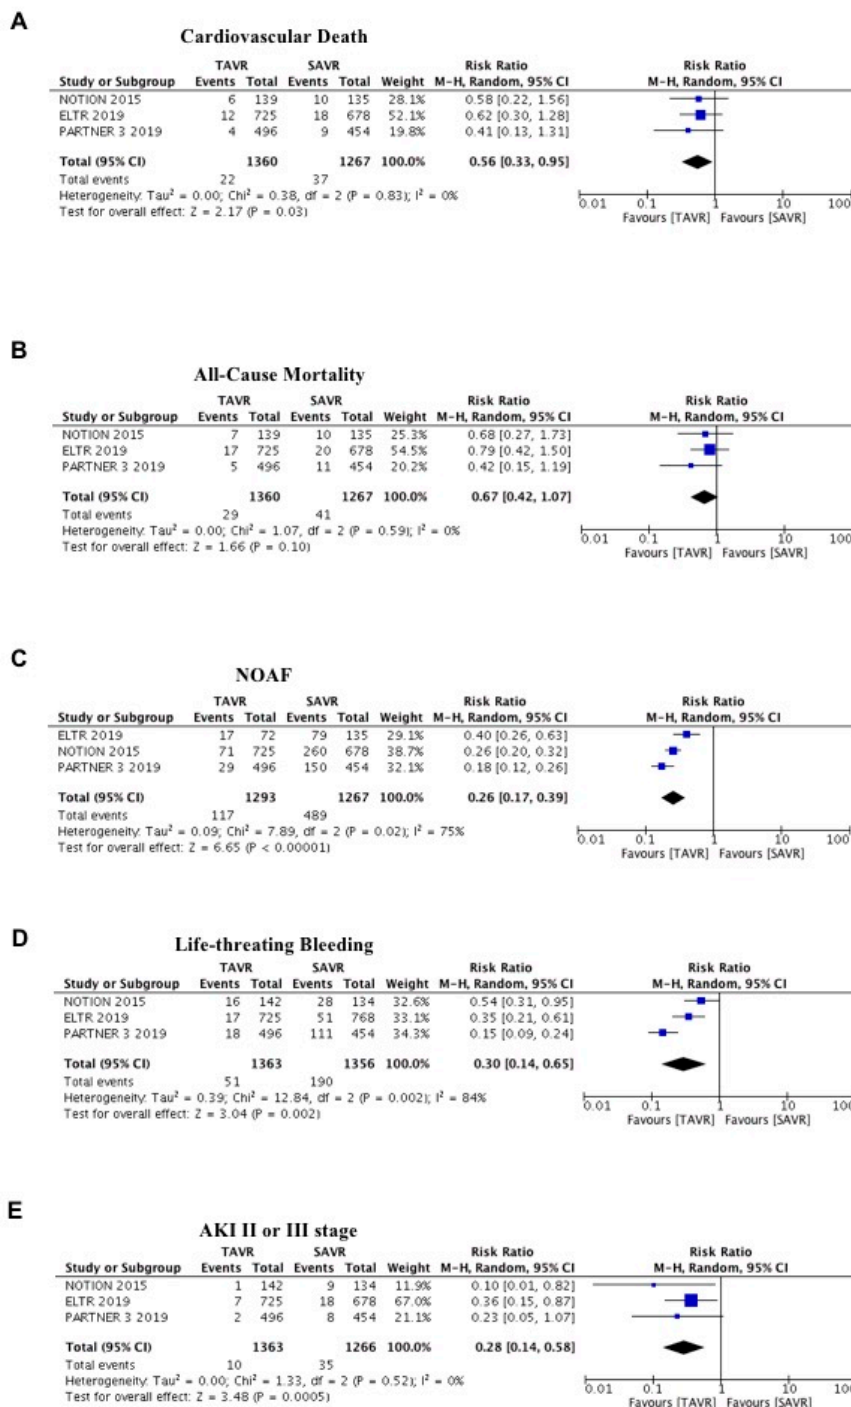 A
Cardiovascular Death
TAVR SAVR Risk Ratio Risk Ratio
Study or Subgroup Events Total Events Total Weight M-H, Random, 95% CI M-H, Random, 95% CI
NOTION 2015 6 139 10 135 28.1% 0.58 [0.22, 1.56]
ELTR 2019 12 725 18 678 52.1% 0.62 [0.30, 1.28]
PARTNER 3 2019 4 496 9 454 19.8% 0.41 [0.13, 1.31]
Total (95% CI) 1360 1267 100.0% 0.56 [0.33, 0.95]
Total events 22 37
Heterogeneity: Tau² = 0.00; Chi² = 0.38, df = 2 (P = 0.83); I² = 0%
Test for overall effect: Z = 2.17 (P = 0.03)
0.01 0.1 1 10 100
Favours [TAVR] Favours [SAVR]
B
All-Cause Mortality
TAVR SAVR Risk Ratio Risk Ratio
Study or Subgroup Events Total Events Total Weight M-H, Random, 95% CI M-H, Random, 95% CI
NOTION 2015 7 139 10 135 25.3% 0.68 [0.27, 1.73]
ELTR 2019 17 725 20 678 54.5% 0.79 [0.42, 1.50]
PARTNER 3 2019 5 496 11 454 20.2% 0.42 [0.15, 1.19]
Total (95% CI) 1360 1267 100.0% 0.67 [0.42, 1.07]
Total events 29 41
Heterogeneity: Tau² = 0.00; Chi² = 1.07, df = 2 (P = 0.59); I² = 0%
Test for overall effect: Z = 1.66 (P = 0.10)
0.01 0.1 1 10 100
Favours [TAVR] Favours [SAVR]
C
NOAF
TAVR SAVR Risk Ratio Risk Ratio
Study or Subgroup Events Total Events Total Weight M-H, Random, 95% CI M-H, Random, 95% CI
ELTR 2019 17 72 79 135 29.1% 0.40 [0.26, 0.63]
NOTION 2015 71 725 260 678 38.7% 0.26 [0.20, 0.32]
PARTNER 3 2019 29 496 150 454 32.1% 0.18 [0.12, 0.26]
Total (95% CI) 1293 1267 100.0% 0.26 [0.17, 0.39]
Total events 117 489
Heterogeneity: Tau² = 0.09; Chi² = 7.89, df = 2 (P = 0.02); I² = 75%
Test for overall effect: Z = 6.65 (P < 0.00001)
0.01 0.1 1 10 100
Favours [TAVR] Favours [SAVR]
D
Life-threating Bleeding
TAVR SAVR Risk Ratio Risk Ratio
Study or Subgroup Events Total Events Total Weight M-H, Random, 95% CI M-H, Random, 95% CI
NOTION 2015 16 142 28 134 32.6% 0.54 [0.31, 0.95]
ELTR 2019 17 725 51 768 33.1% 0.35 [0.21, 0.61]
PARTNER 3 2019 18 496 111 454 34.3% 0.15 [0.09, 0.24]
Total (95% CI) 1363 1356 100.0% 0.30 [0.14, 0.65]
Total events 51 190
Heterogeneity: Tau² = 0.39; Chi² = 12.84, df = 2 (P = 0.002); I² = 84%
Test for overall effect: Z = 3.04 (P = 0.002)
0.01 0.1 1 10 100
Favours [TAVR] Favours [SAVR]
E
AKI II or III stage
TAVR SAVR Risk Ratio Risk Ratio
Study or Subgroup Events Total Events Total Weight M-H, Random, 95% CI M-H, Random, 95% CI
NOTION 2015 1 142 9 134 11.9% 0.10 [0.01, 0.82]
ELTR 2019 7 725 18 678 67.0% 0.36 [0.15, 0.87]
PARTNER 3 2019 2 496 8 454 21.1% 0.23 [0.05, 1.07]
Total (95% CI) 1363 1266 100.0% 0.28 [0.14, 0.58]
Total events 10 35
Heterogeneity: Tau² = 0.00; Chi² = 1.33, df = 2 (P = 0.52); I² = 0%
Test for overall effect: Z = 3.48 (P = 0.0005)
0.01 0.1 1 10 100
Favours [TAVR] Favours [SAVR]